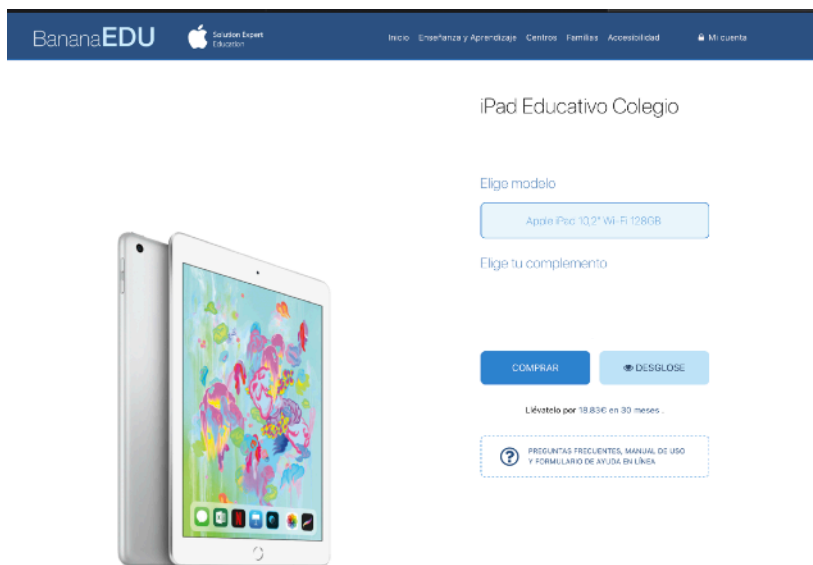 BananaEDU
Solution Expert
Education
Inicio Enseñanza y Aprendizaje Centros Familias Accesibilidad Mi cuenta
iPad Educativo Colegio
Elige modelo
Apple iPad 10,2" Wi-Fi 128GB
Elige tu complemento
COMPRAR
DESGLOSE
Llévatelo por 18.83€ en 30 meses .
? PREGUNTAS FRECUENTES, MANUAL DE USO
Y FORMULARIO DE AYUDA EN LÍNEA